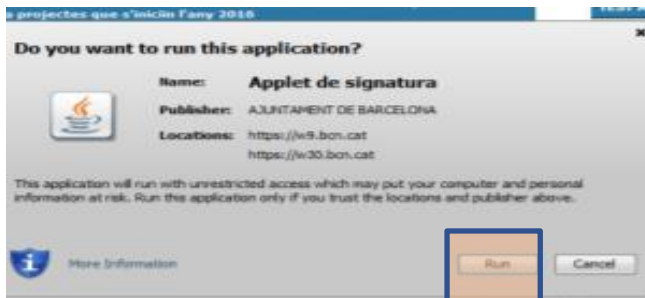 a projectes que s'iniciïn l'any 2016
Do you want to run this application?
Name: Applet de signatura
Publisher: AJUNTAMENT DE BARCELONA
Locations: https://w9.bcn.cat
https://w30.bcn.cat
This application will run with unrestricted access which may put your computer and personal
information at risk. Run this application only if you trust the locations and publisher above.
More Information
Run
Cancel